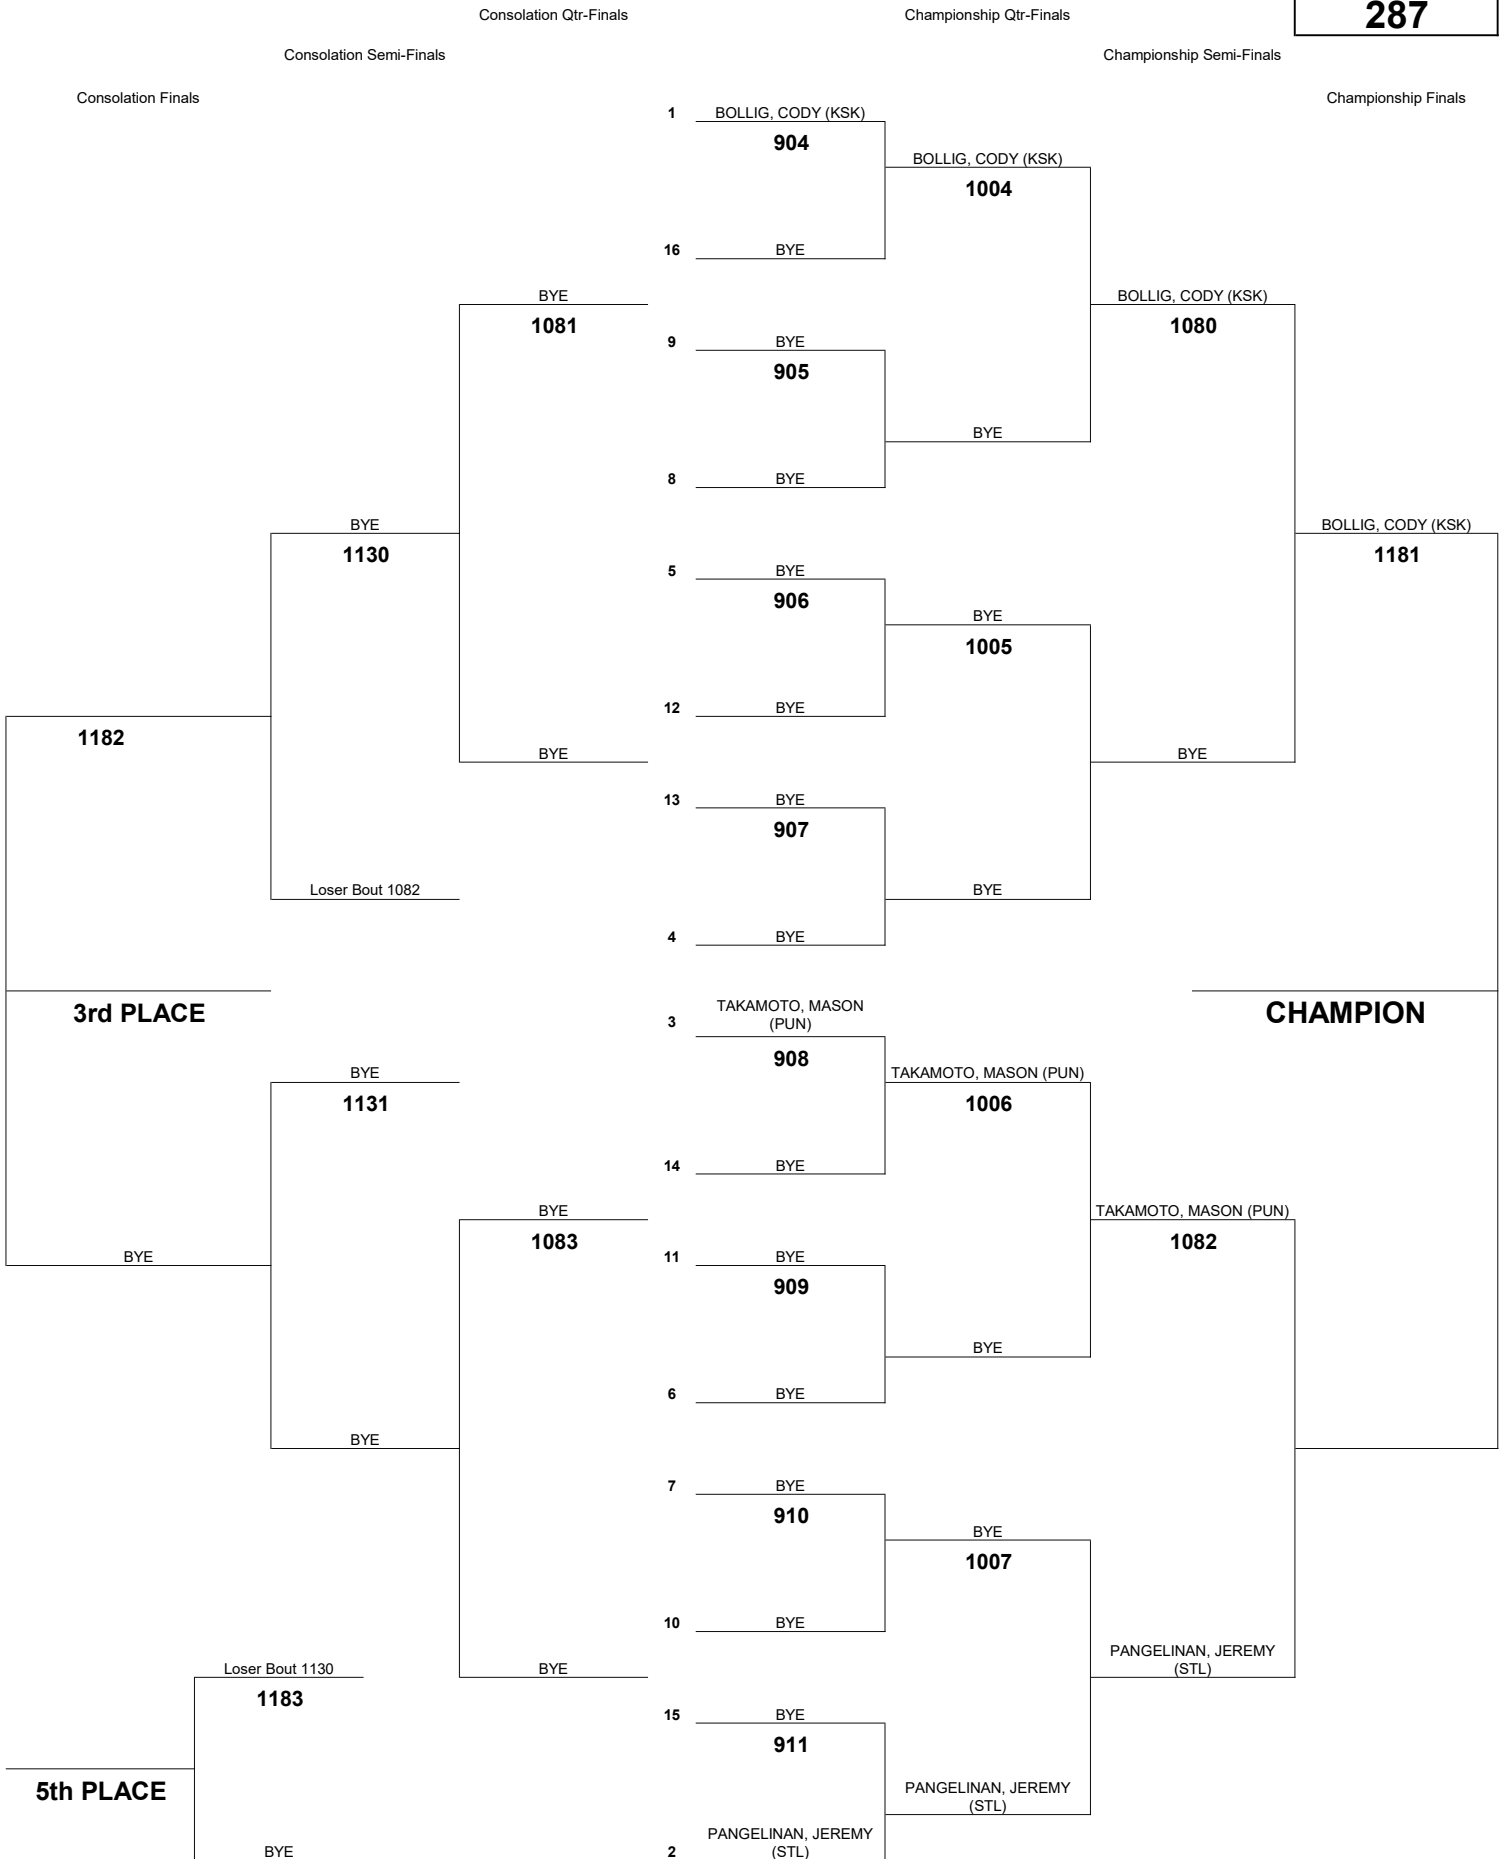 Consolation Qtr-Finals
Championship Qtr-Finals
287
Consolation Semi-Finals
Championship Semi-Finals
Consolation Finals
Championship Finals
1 BOLLIG, CODY (KSK)
904
BOLLIG, CODY (KSK)
1004
16 BYE
BYE
BOLLIG, CODY (KSK)
1081
1080
9 BYE
905
BYE
8 BYE
BYE
BOLLIG, CODY (KSK)
1130
1181
5 BYE
906
BYE
1005
12 BYE
1182
BYE
BYE
13 BYE
907
Loser Bout 1082
BYE
4 BYE
3rd PLACE
CHAMPION
3 TAKAMOTO, MASON
(PUN)
908
BYE
TAKAMOTO, MASON (PUN)
1131
1006
14 BYE
BYE
TAKAMOTO, MASON (PUN)
1083
1082
BYE
11 BYE
909
BYE
6 BYE
BYE
7 BYE
910
BYE
1007
10 BYE
PANGELINAN, JEREMY
(STL)
Loser Bout 1130
BYE
1183
15 BYE
911
5th PLACE
PANGELINAN, JEREMY
(STL)
PANGELINAN, JEREMY
BYE
2 (STL)